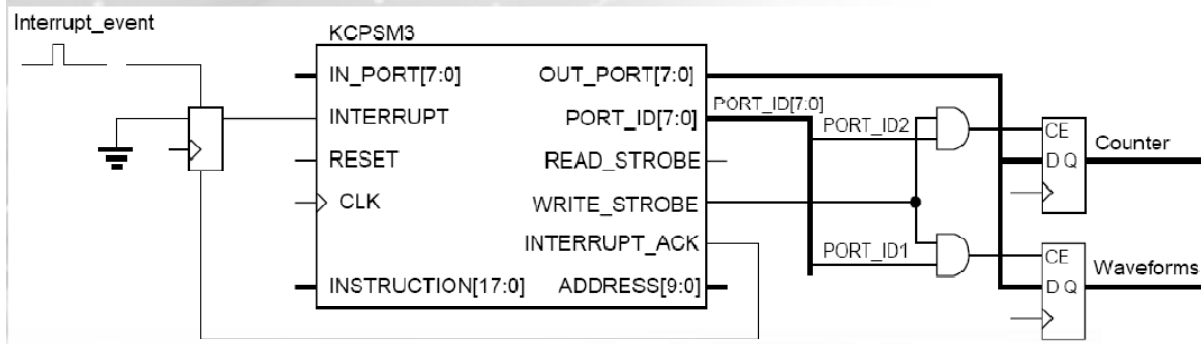 Interrupt_event
KCPSM3
IN_PORT[7:0]
OUT_PORT[7:0]
INTERRUPT
PORT_ID[7:0]
PORT_ID[7:0]
PORT_ID2
RESET
READ_STROBE
CLK
WRITE_STROBE
INTERRUPT_ACK
PORT_ID1
INSTRUCTION[17:0]
ADDRESS[9:0]
CE
D Q
Counter
CE
D Q
Waveforms